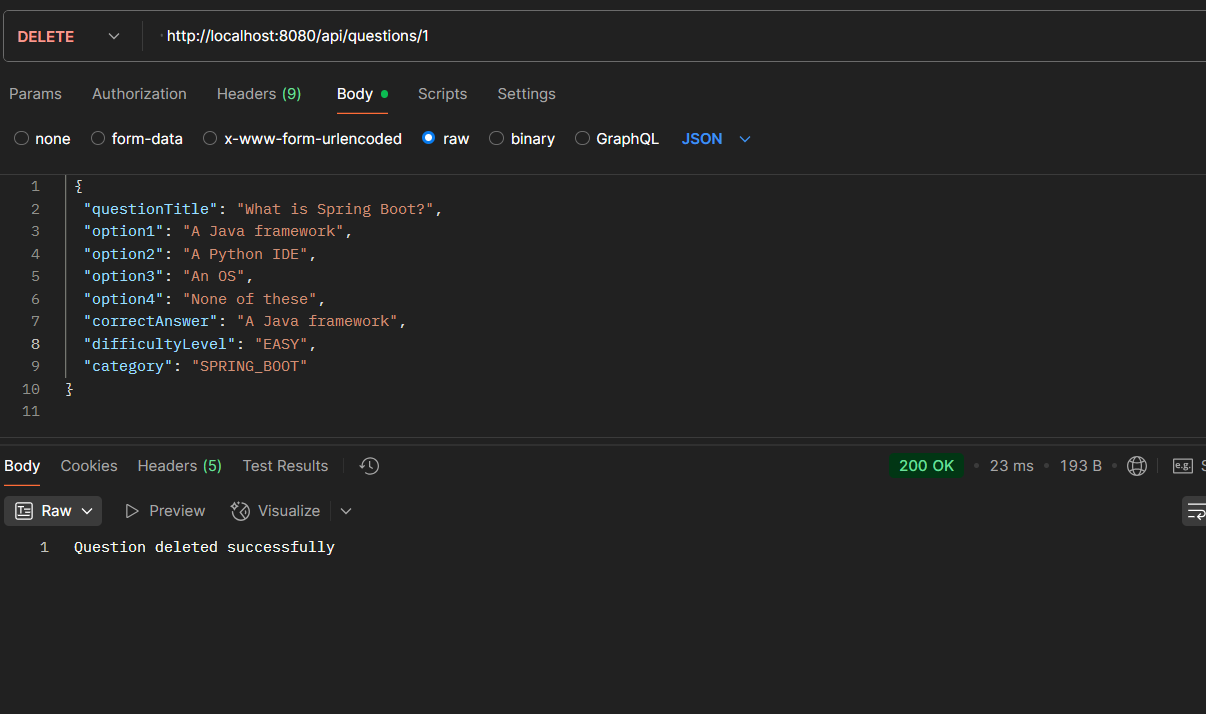 DELETE http://localhost:8080/api/questions/1
Params Authorization Headers (9) Body Scripts Settings
none form-data x-www-form-urlencoded raw binary GraphQL JSON
1 {
2 "questionTitle": "What is Spring Boot?",
3 "option1": "A Java framework",
4 "option2": "A Python IDE",
5 "option3": "An OS",
6 "option4": "None of these",
7 "correctAnswer": "A Java framework",
8 "difficultyLevel": "EASY",
9 "category": "SPRING_BOOT"
10 }
11
Body Cookies Headers (5) Test Results 200 OK • 23 ms • 193 B • e.g. S
Raw Preview Visualize
1 Question deleted successfully